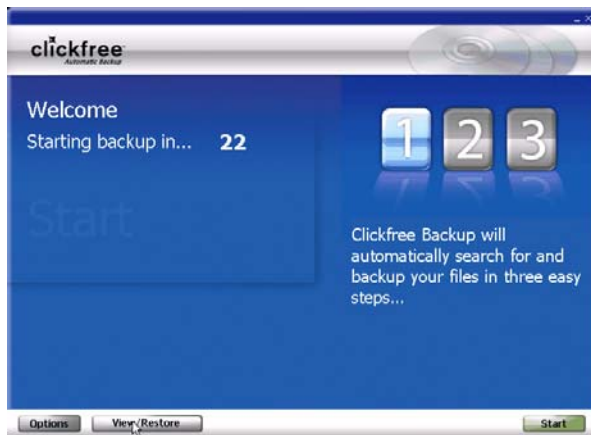 clickfree
Automatic Backup
Welcome
Starting backup in... 22
Start
1 2 3
Clickfree Backup will
automatically search for and
backup your files in three easy
steps...
Options View/Restore Start